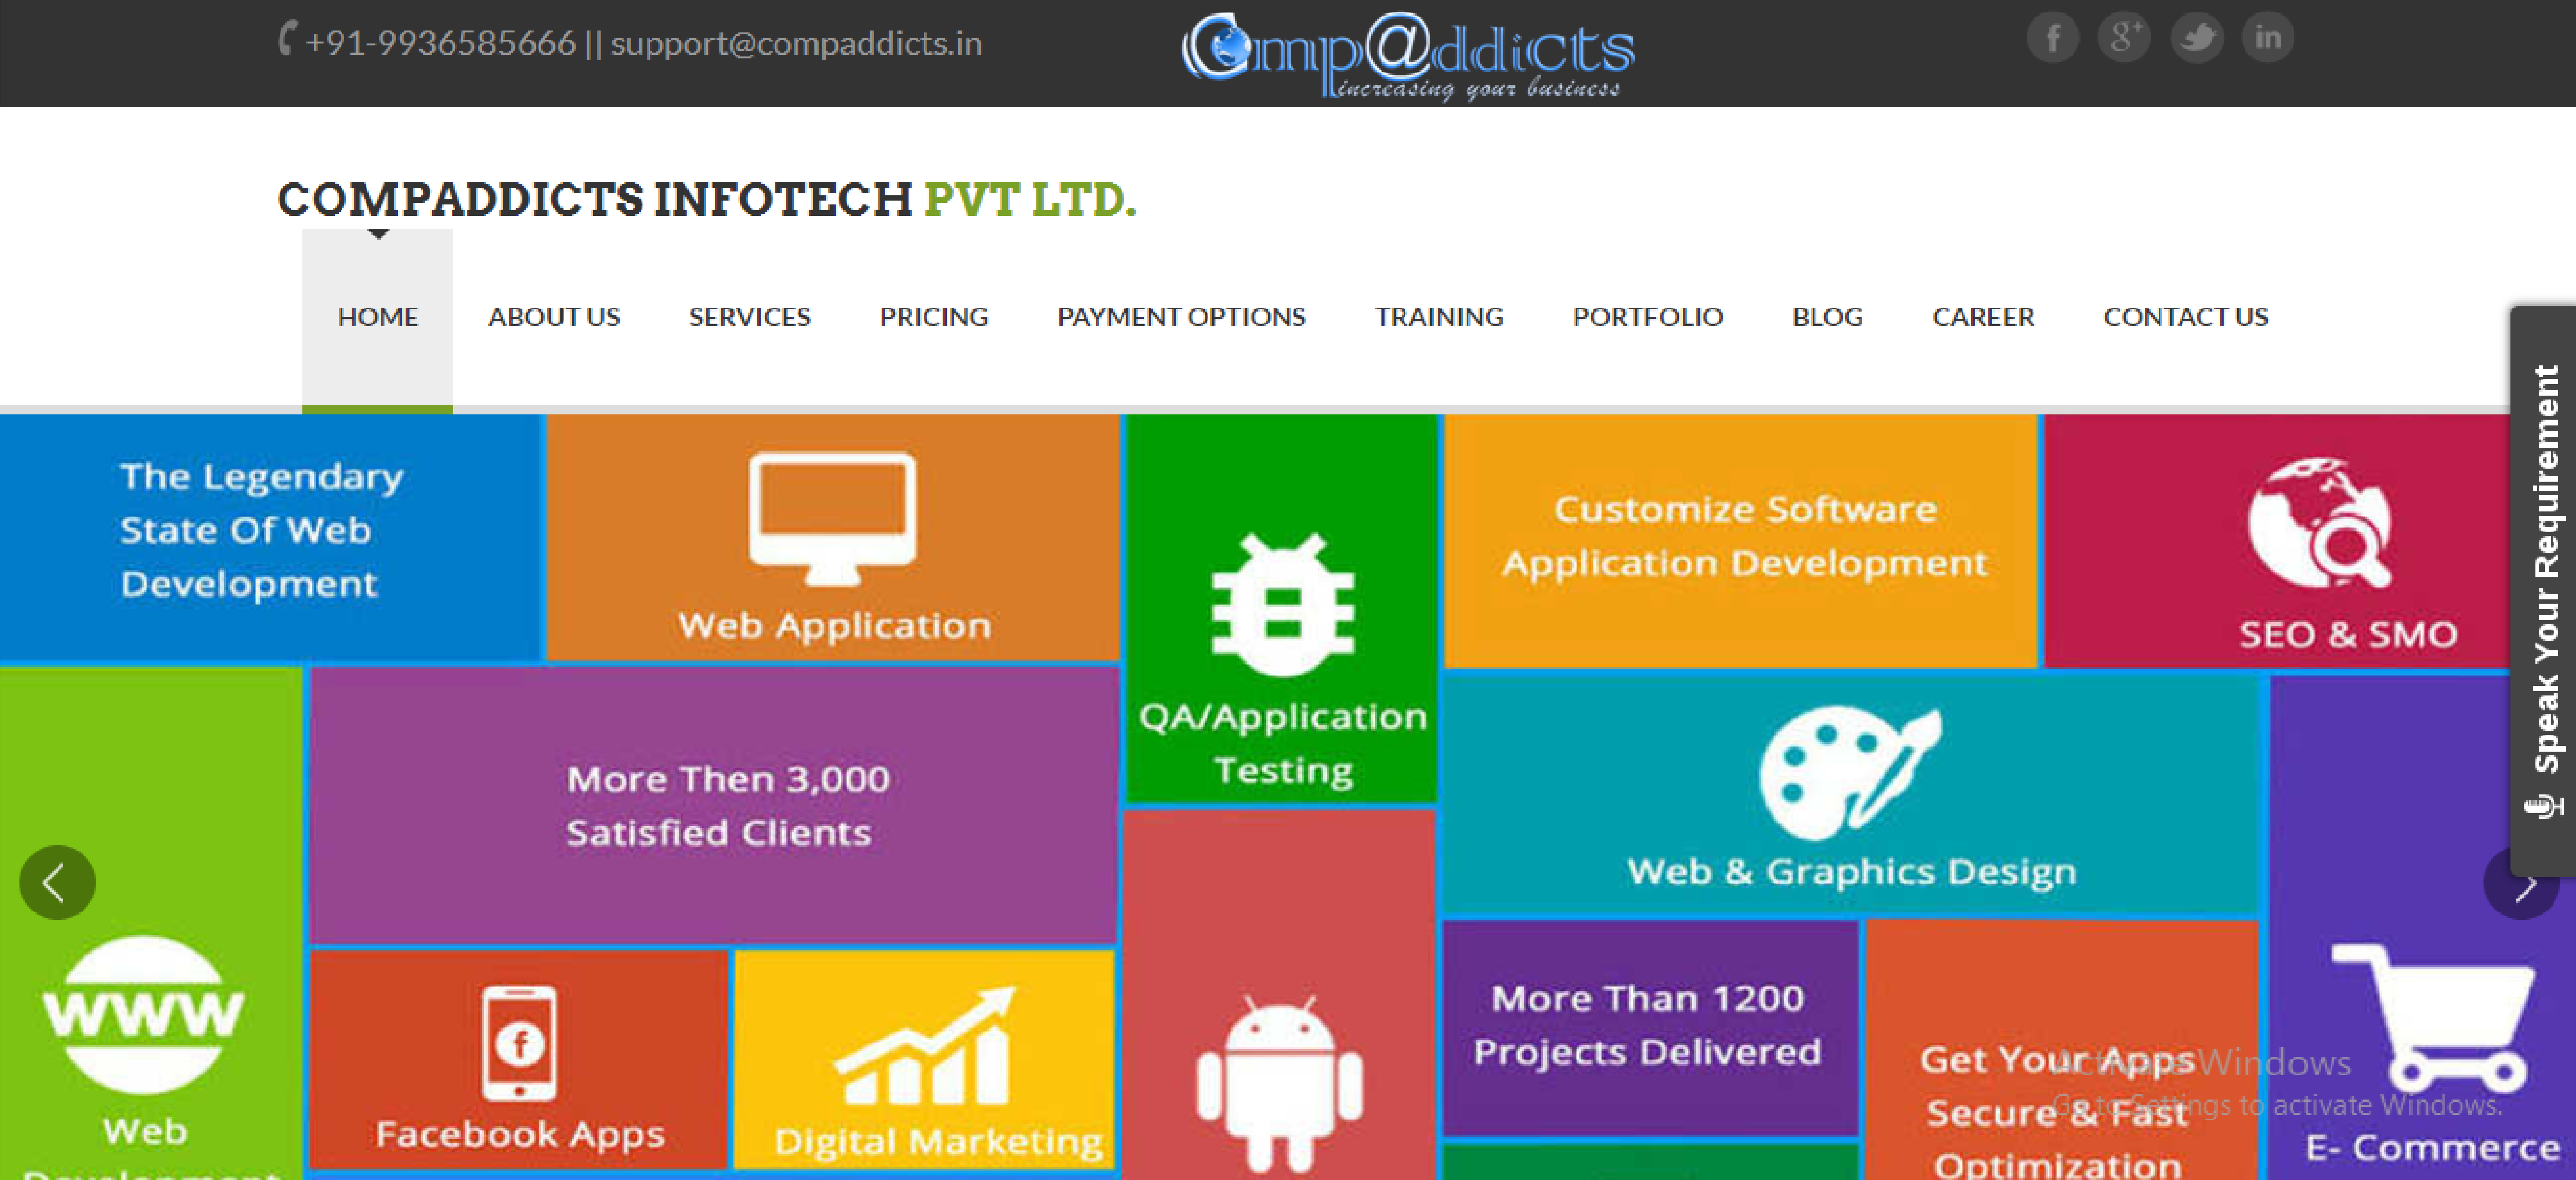 +91-9936585666 || support@compaddicts.in
Comp@ddicts
increasing your business
COMPADDICTS INFOTECH PVT LTD.
HOME ABOUT US SERVICES PRICING PAYMENT OPTIONS TRAINING PORTFOLIO BLOG CAREER CONTACT US
Speak Your Requirement
The Legendary
State Of Web
Development
Web Application
QA/Application
Testing
Customize Software
Application Development
SEO & SMO
More Then 3,000
Satisfied Clients
Web & Graphics Design
WWW
Web
Development
Facebook Apps
Digital Marketing
More Than 1200
Projects Delivered
Get Your Apps
Secure & Fast
Optimization
E- Commerce
Activate Windows
Go to Settings to activate Windows.